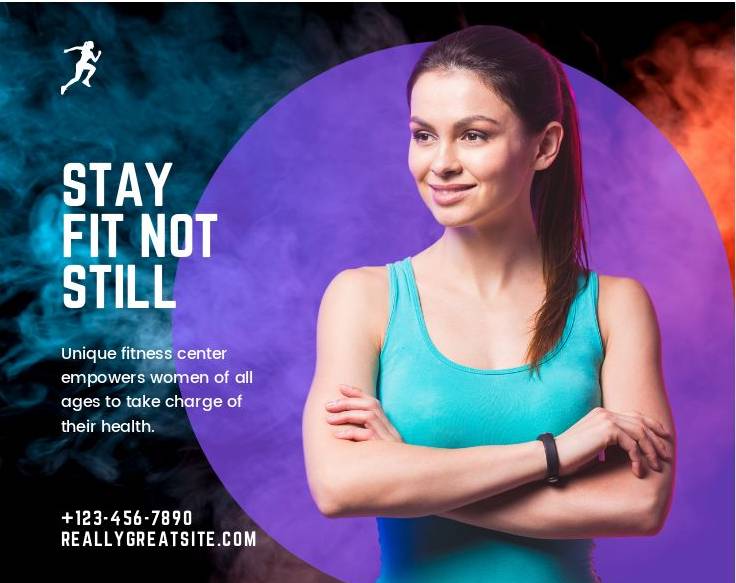 STAY
FIT NOT
STILL
Unique fitness center
empowers women of all
ages to take charge of
their health.
+123-456-7890
REALLYGREATSITE.COM